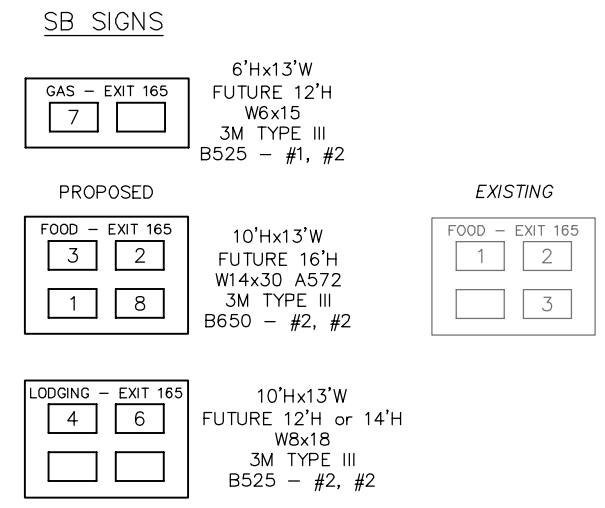 SB SIGNS
GAS – EXIT 165
7
6'Hx13'W
FUTURE 12'H
W6x15
3M TYPE III
B525 – #1, #2
PROPOSED
FOOD – EXIT 165
3 2
1 8
10'Hx13'W
FUTURE 16'H
W14x30 A572
3M TYPE III
B650 – #2, #2
EXISTING
FOOD – EXIT 165
1 2
3
LODGING – EXIT 165
4 6
10'Hx13'W
FUTURE 12'H or 14'H
W8x18
3M TYPE III
B525 – #2, #2